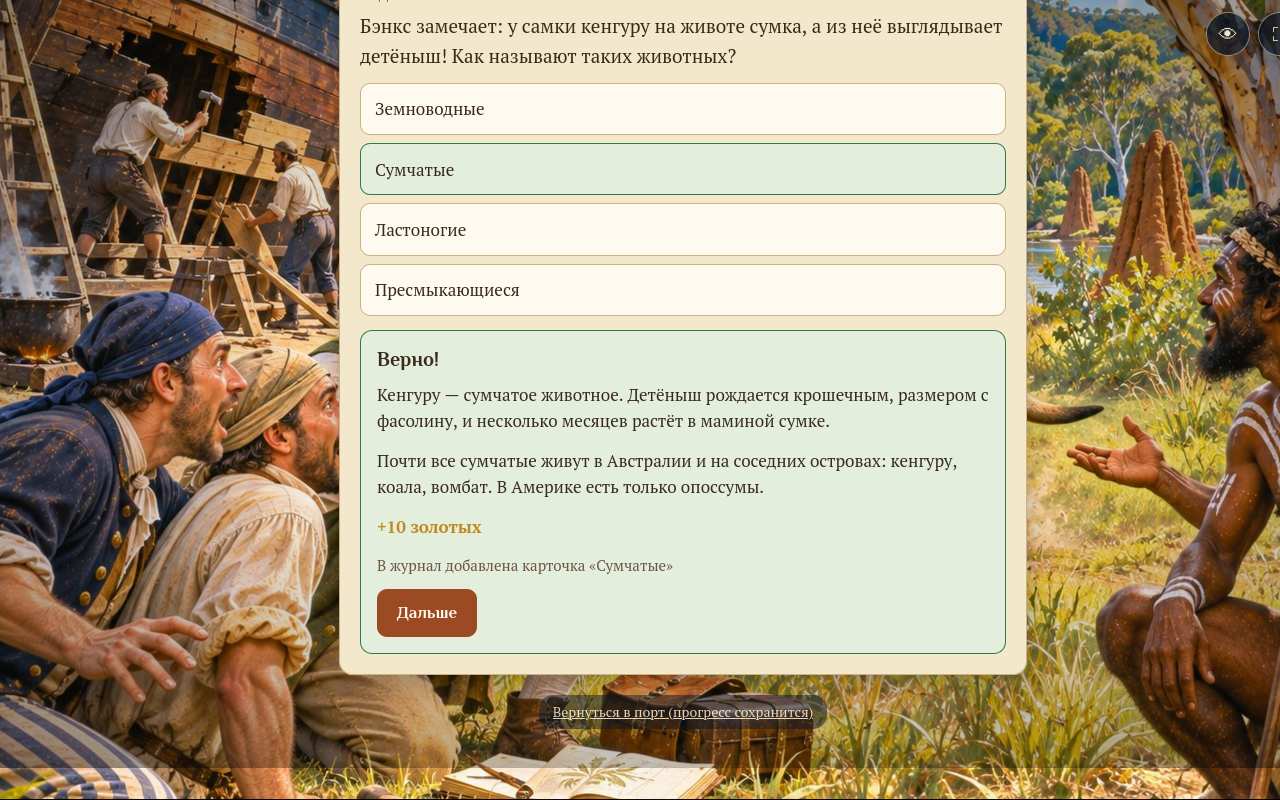 Бэнкс замечает: у самки кенгуру на животе сумка, а из неё выглядывает
детёныш! Как называют таких животных?
Земноводные
Сумчатые
Ластоногие
Пресмыкающиеся
Верно!
Кенгуру — сумчатое животное. Детёныш рождается крошечным, размером с
фасолину, и несколько месяцев растёт в маминой сумке.
Почти все сумчатые живут в Австралии и на соседних островах: кенгуру,
коала, вомбат. В Америке есть только опоссумы.
+10 золотых
В журнал добавлена карточка «Сумчатые»
Дальше
Вернуться в порт (прогресс сохранится)